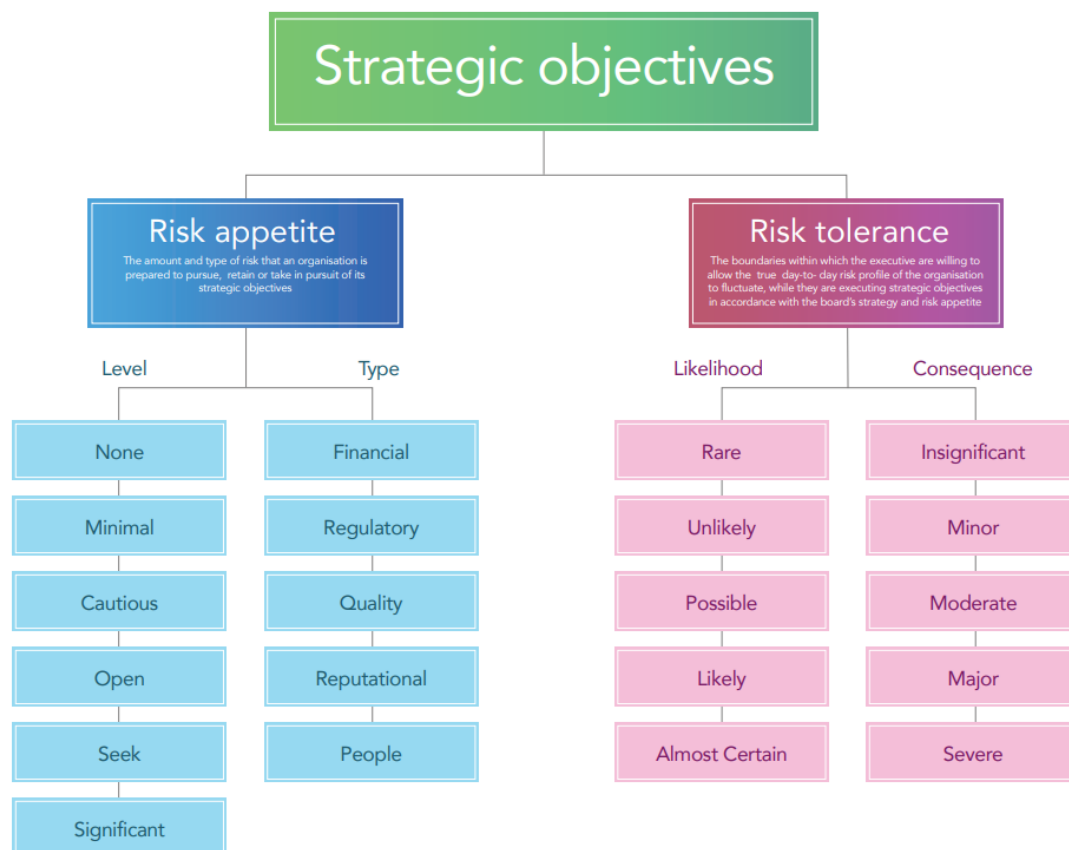 Strategic objectives
Risk appetite
The amount and type of risk that an organisation is
prepared to pursue, retain or take in pursuit of its
strategic objectives
Risk tolerance
The boundaries within which the executive are willing to
allow the true day-to- day risk profile of the organisation
to fluctuate, while they are executing strategic objectives
in accordance with the board's strategy and risk appetite
Level
None
Minimal
Cautious
Open
Seek
Significant
Type
Financial
Regulatory
Quality
Reputational
People
Likelihood
Rare
Unlikely
Possible
Likely
Almost Certain
Consequence
Insignificant
Minor
Moderate
Major
Severe